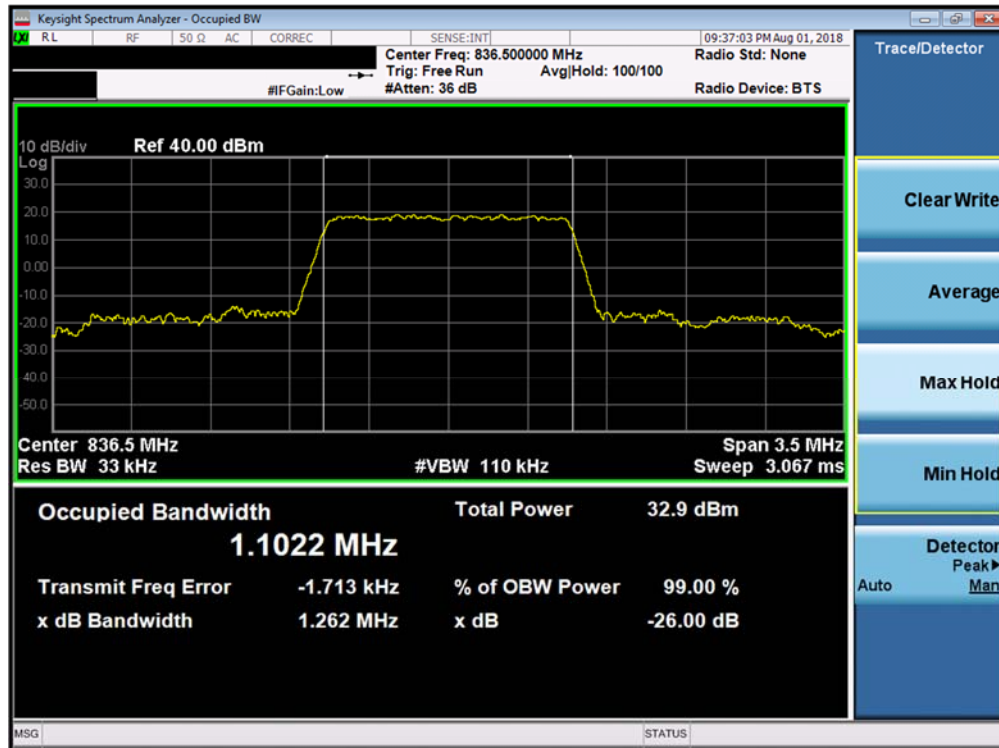 Keysight Spectrum Analyzer - Occupied BW
LXI RL RF 50 Ω AC CORREC SENSE:INT 09:37:03 PM Aug 01, 2018
Center Freq: 836.500000 MHz Radio Std: None
Trig: Free Run Avg|Hold: 100/100
#IFGain:Low #Atten: 36 dB Radio Device: BTS
10 dB/div Ref 40.00 dBm
Log
30.0
20.0
10.0
0.00
-10.0
-20.0
-30.0
-40.0
-50.0
Center 836.5 MHz Span 3.5 MHz
Res BW 33 kHz #VBW 110 kHz Sweep 3.067 ms
Occupied Bandwidth Total Power 32.9 dBm
1.1022 MHz
Transmit Freq Error -1.713 kHz % of OBW Power 99.00 %
x dB Bandwidth 1.262 MHz x dB -26.00 dB
MSG STATUS
Trace/Detector
Clear Write
Average
Max Hold
Min Hold
Detector
Peak▶
Auto Man